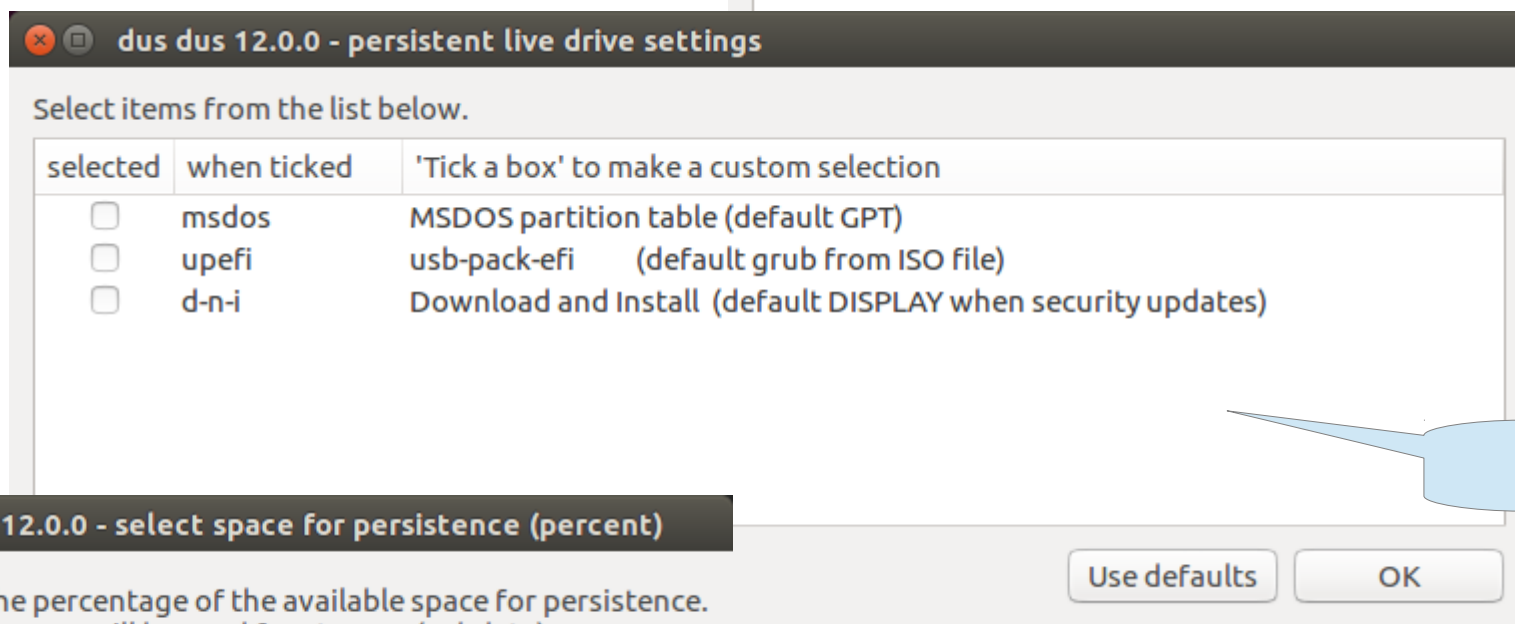 dus dus 12.0.0 - persistent live drive settings
Select items from the list below.
selected when ticked 'Tick a box' to make a custom selection
msdos MSDOS partition table (default GPT)
upefi usb-pack-efi (default grub from ISO file)
d-n-i Download and Install (default DISPLAY when security updates)
12.0.0 - select space for persistence (percent)
Use defaults OK
percentage of the available space for persistence.